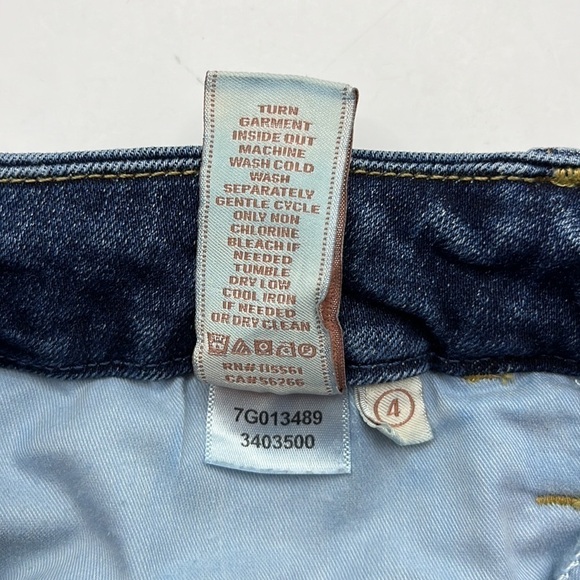 TURN
GARMENT
INSIDE OUT
MACHINE
WASH COLD
WASH
SEPARATELY
GENTLE CYCLE
ONLY NON
CHLORINE
BLEACH IF
NEEDED
TUMBLE
DRY LOW
COOL IRON
IF NEEDED
OR DRY CLEAN
RN# 115561
CA#56266
7G013489
3403500
4